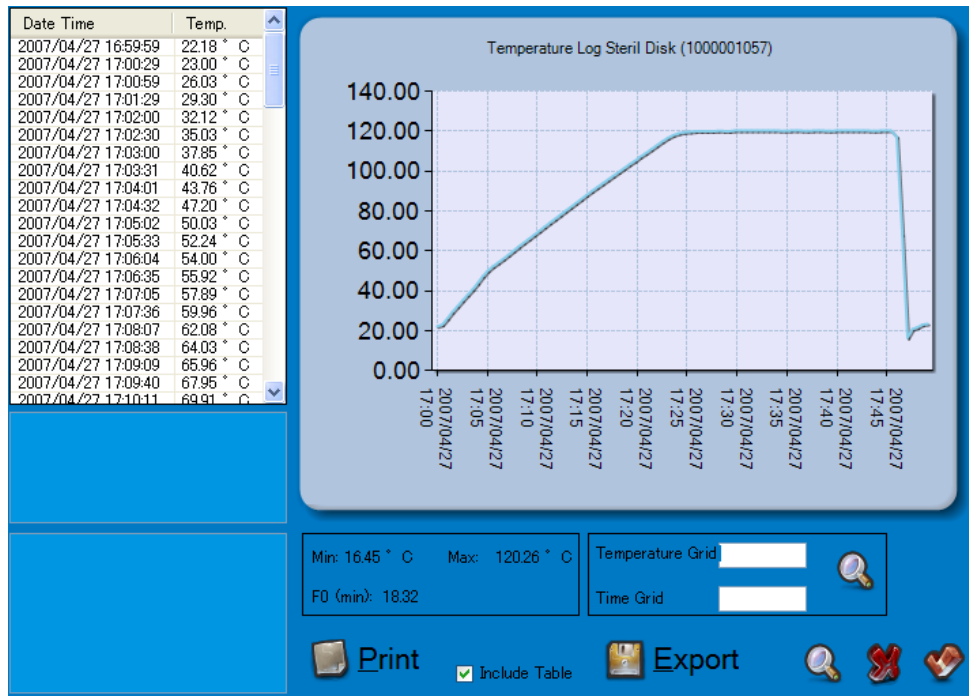 Date Time Temp.
2007/04/27 16:59:59 22.18 ° C
2007/04/27 17:00:29 23.00 ° C
2007/04/27 17:00:59 26.03 ° C
2007/04/27 17:01:29 29.30 ° C
2007/04/27 17:02:00 32.12 ° C
2007/04/27 17:02:30 35.03 ° C
2007/04/27 17:03:00 37.85 ° C
2007/04/27 17:03:31 40.62 ° C
2007/04/27 17:04:01 43.76 ° C
2007/04/27 17:04:32 47.20 ° C
2007/04/27 17:05:02 50.03 ° C
2007/04/27 17:05:33 52.24 ° C
2007/04/27 17:06:04 54.00 ° C
2007/04/27 17:06:35 55.92 ° C
2007/04/27 17:07:05 57.89 ° C
2007/04/27 17:07:36 59.96 ° C
2007/04/27 17:08:07 62.08 ° C
2007/04/27 17:08:38 64.03 ° C
2007/04/27 17:09:09 65.96 ° C
2007/04/27 17:09:40 67.95 ° C
2007/04/27 17:10:11 69.91 ° C
Temperature Log Steril Disk (1000001057)
140.00
120.00
100.00
80.00
60.00
40.00
20.00
0.00
2007/04/27
17:00
2007/04/27
17:05
2007/04/27
17:10
2007/04/27
17:15
2007/04/27
17:20
2007/04/27
17:25
2007/04/27
17:30
2007/04/27
17:35
2007/04/27
17:40
2007/04/27
17:45
Min: 16.45 ° C Max: 120.26 ° C
F0 (min): 18.32
Temperature Grid
Time Grid
Print
Include Table
Export